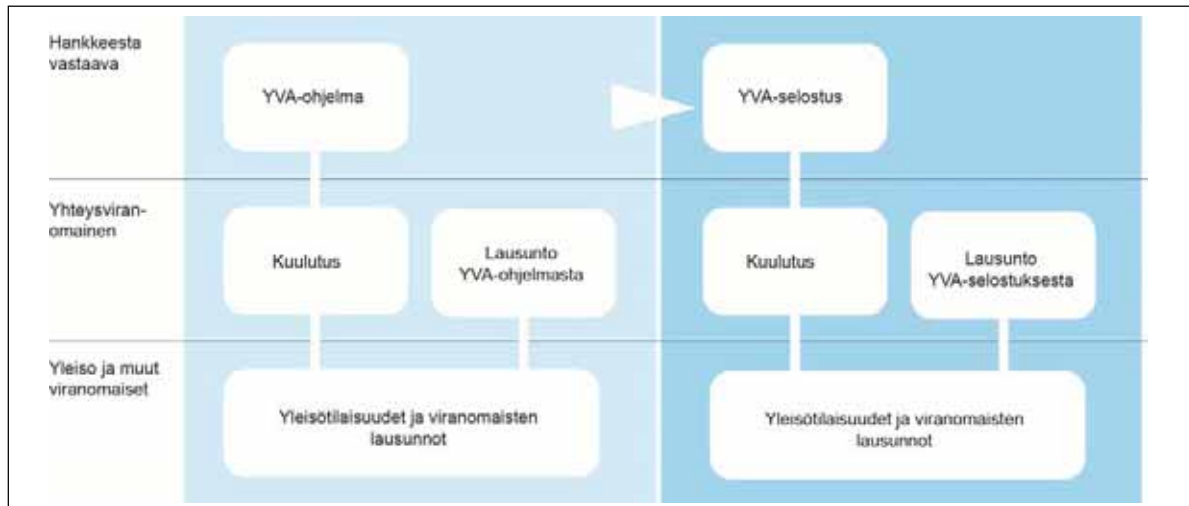 Hankkeesta
vastaava
YVA-ohjelma
YVA-selostus
Yhteysviran-
omainen
Kuulutus
Lausunto
YVA-ohjelmasta
Kuulutus
Lausunto
YVA-selostuksesta
Yleiso ja muut
viranomaiset
Yleisötilaisuudet ja viranomaisten
lausunnot
Yleisötilaisuudet ja viranomaisten
lausunnot